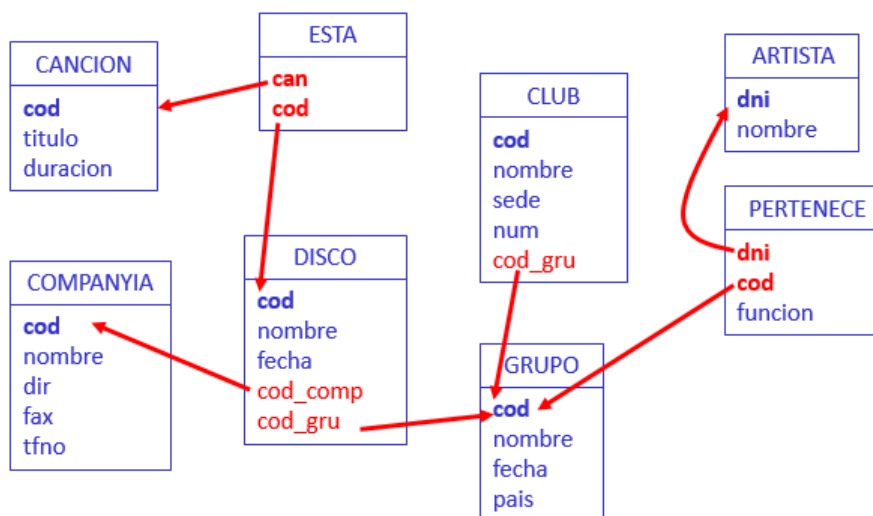 CANCION
cod
titulo
duracion
ESTA
can
cod
CLUB
cod
nombre
sede
num
cod_gru
ARTISTA
dni
nombre
PERTENECE
dni
cod
funcion
COMPANYIA
cod
nombre
dir
fax
tfno
DISCO
cod
nombre
fecha
cod_comp
cod_gru
GRUPO
cod
nombre
fecha
pais